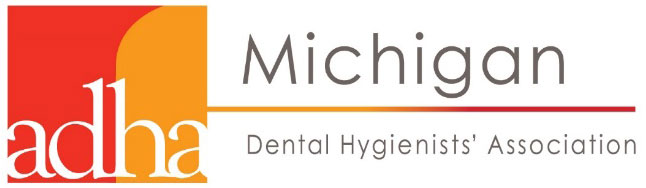 adha
Michigan
Dental Hygienists' Association